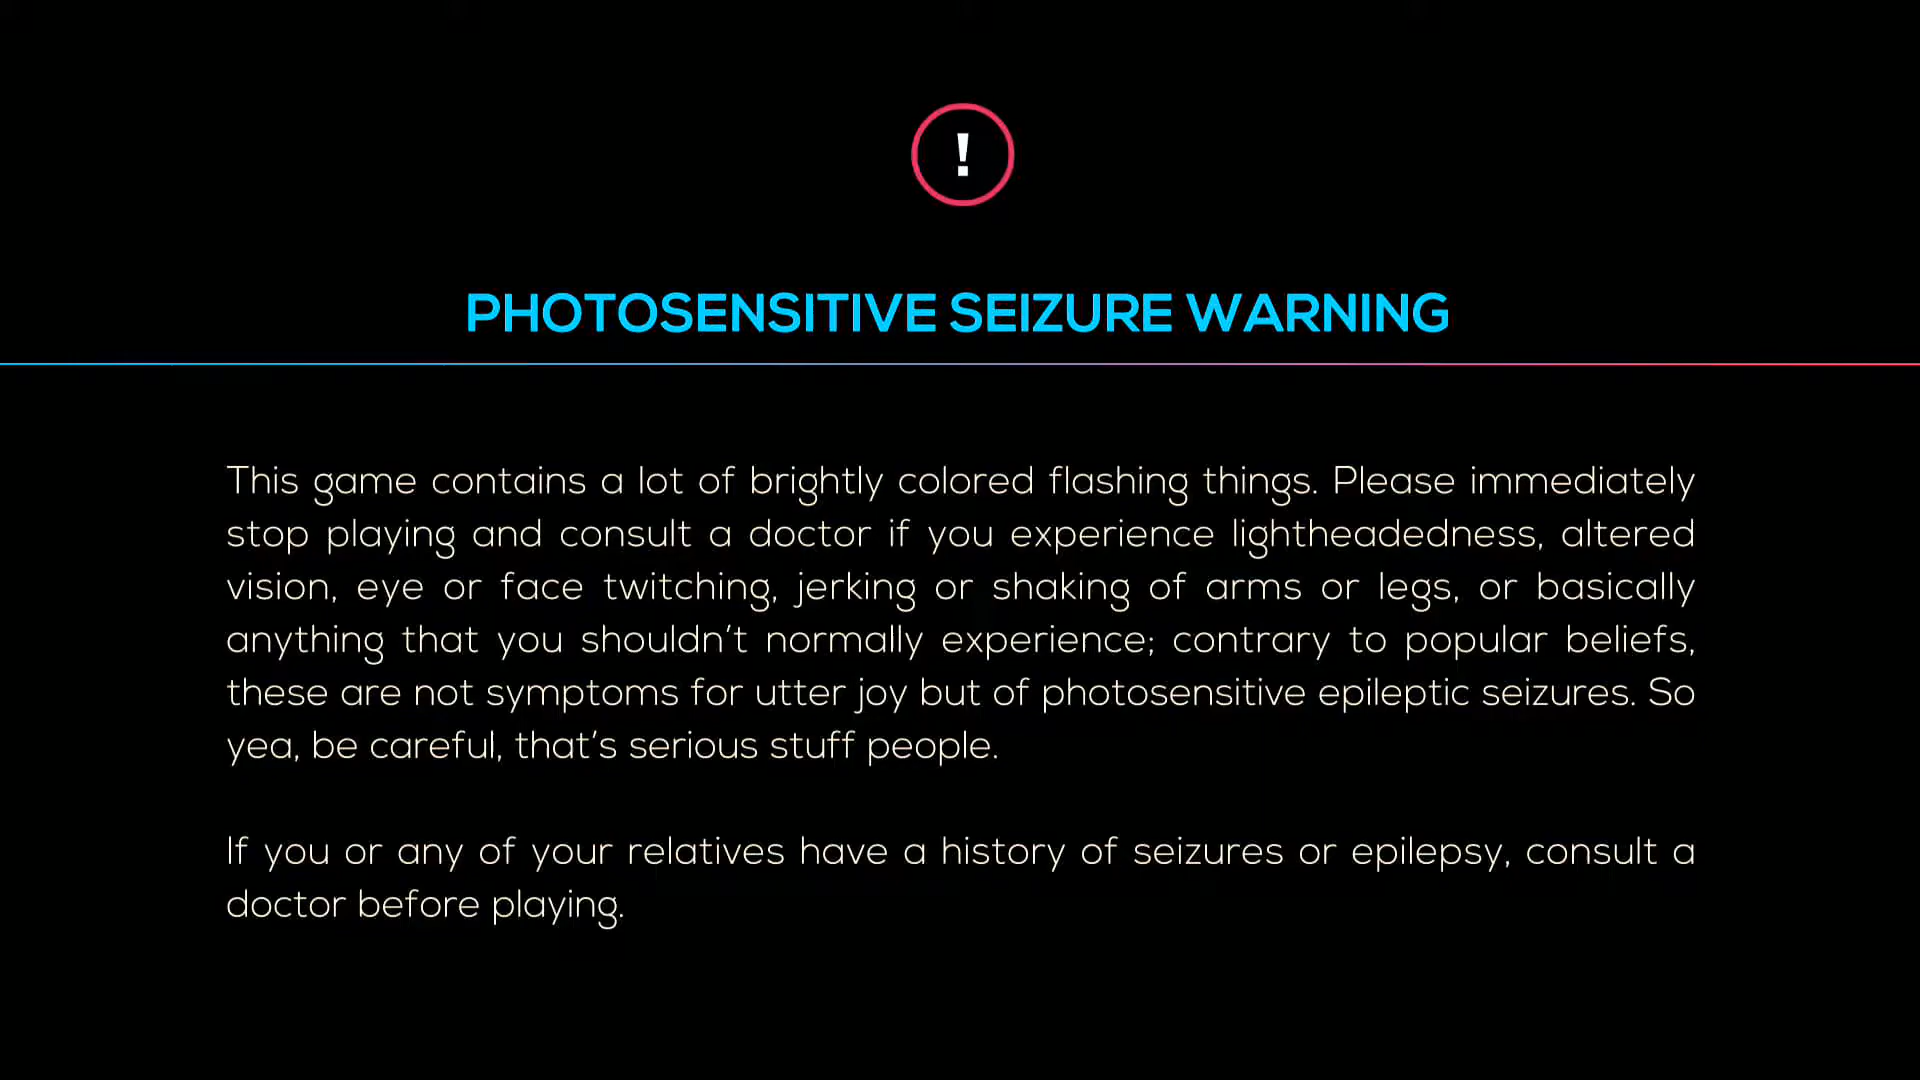 !
PHOTOSENSITIVE SEIZURE WARNING
This game contains a lot of brightly colored flashing things. Please immediately
stop playing and consult a doctor if you experience lightheadedness, altered
vision, eye or face twitching, jerking or shaking of arms or legs, or basically
anything that you shouldn't normally experience; contrary to popular beliefs,
these are not symptoms for utter joy but of photosensitive epileptic seizures. So
yea, be careful, that's serious stuff people.
If you or any of your relatives have a history of seizures or epilepsy, consult a
doctor before playing.